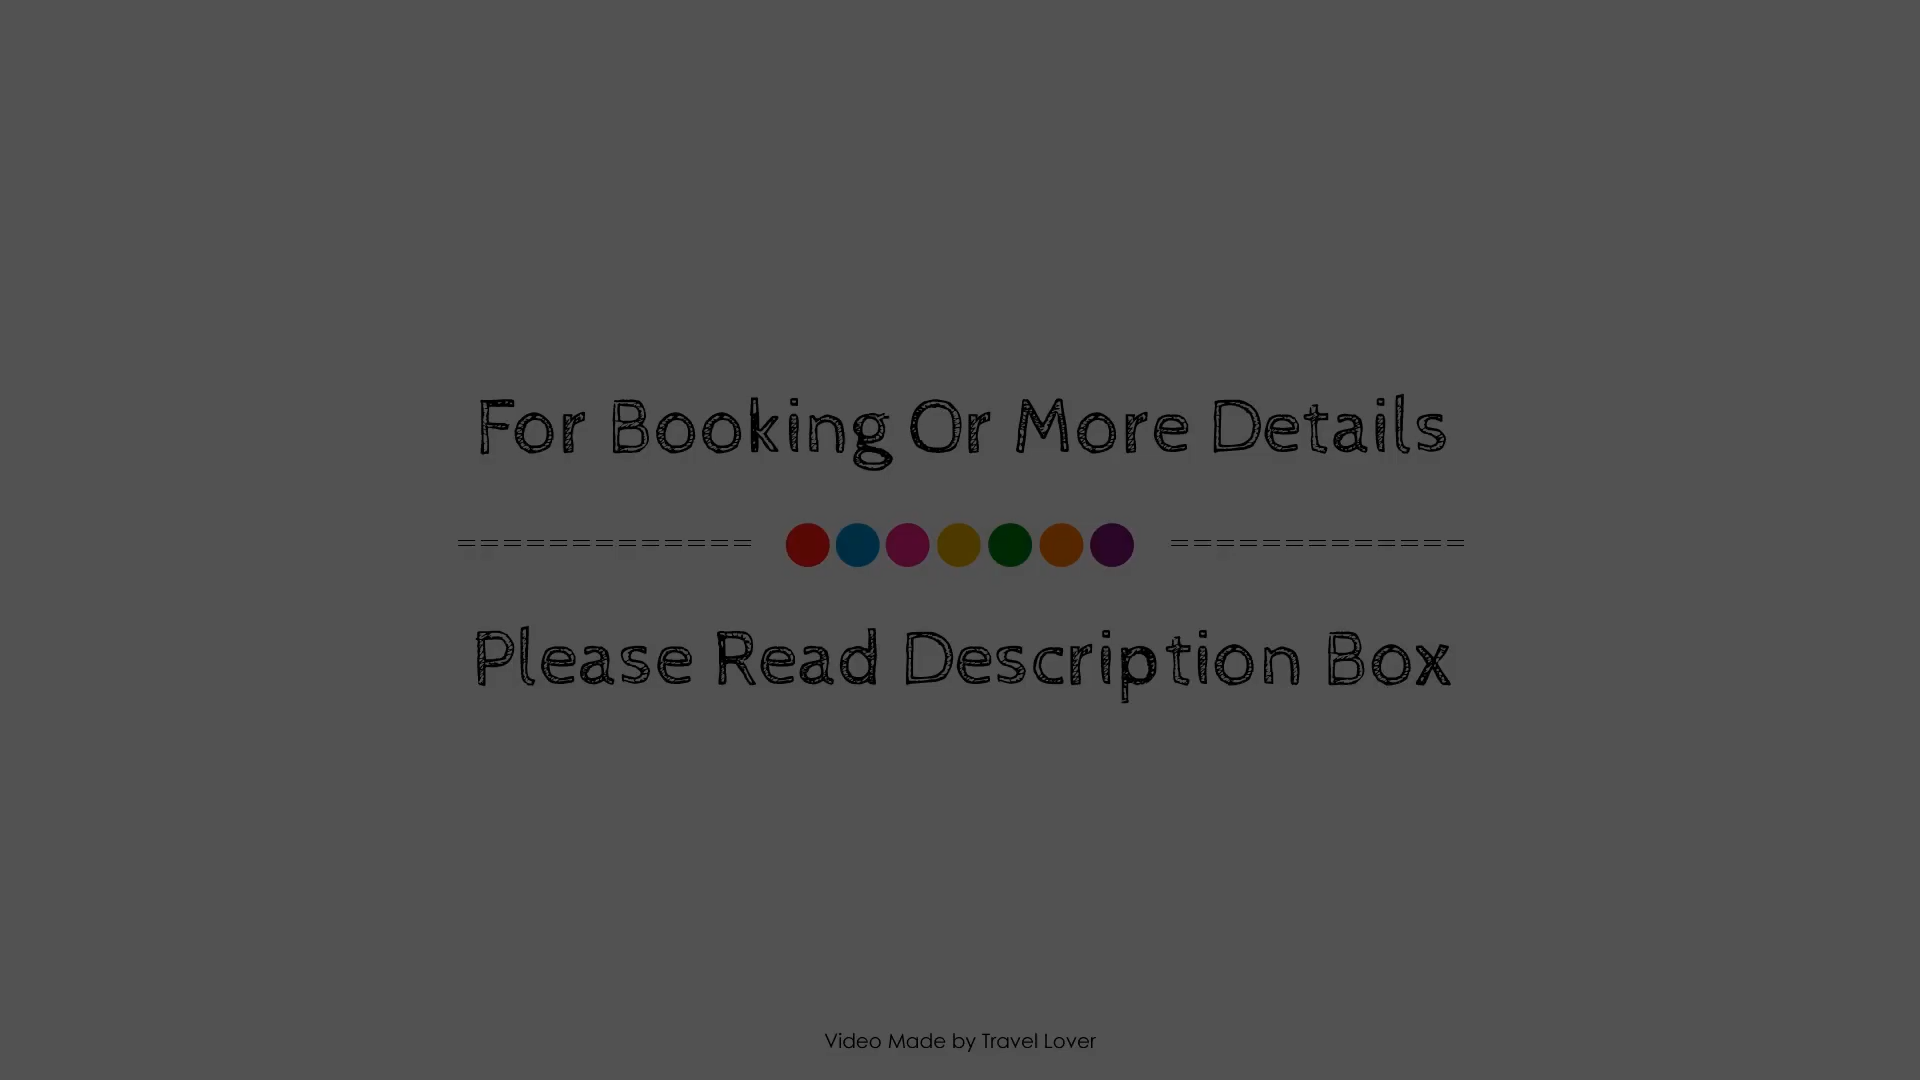 For Booking Or More Details
============= =============
Please Read Description Box
Video Made by Travel Lover